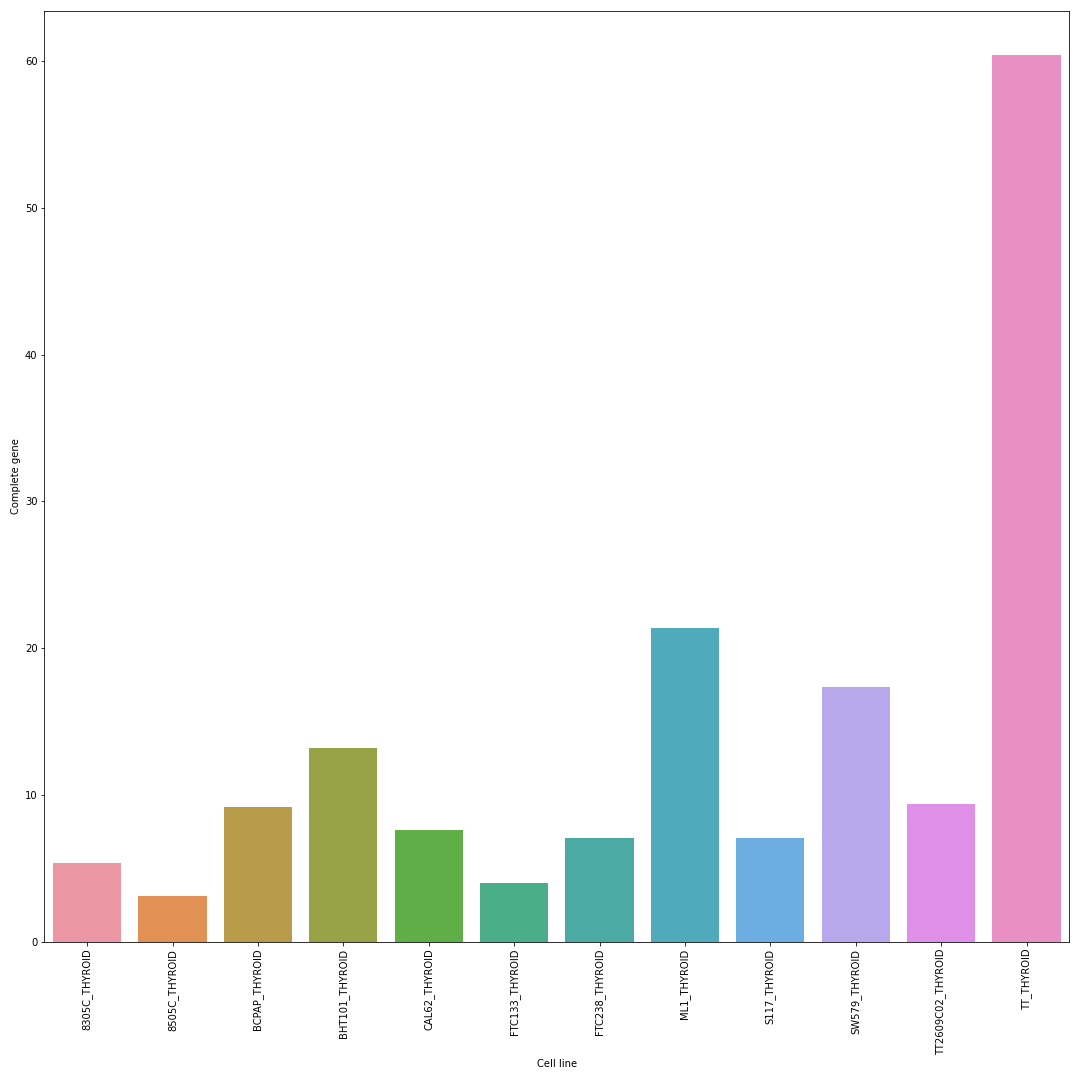 60
50
40
30
20
10
0
Complete gene
8305C_THYROID
8505C_THYROID
BCPAP_THYROID
BHT101_THYROID
CAL62_THYROID
FTC133_THYROID
FTC238_THYROID
ML1_THYROID
S117_THYROID
SW579_THYROID
TT2609C02_THYROID
TT_THYROID
Cell line